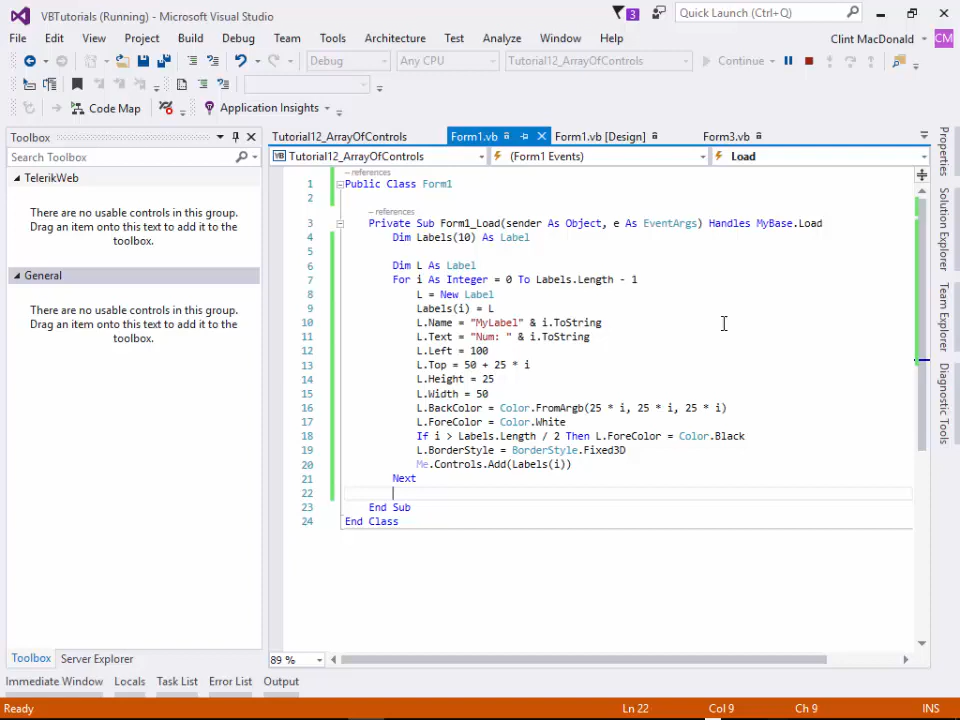 VBTutorials (Running) - Microsoft Visual Studio
3
Quick Launch (Ctrl+Q)
File Edit View Project Build Debug Team Tools Architecture Test Analyze Window Help
Clint MacDonald CM
Debug Any CPU Tutorial12_ArrayOfControls Continue
Code Map Application Insights
Toolbox
Search Toolbox
TelerikWeb
There are no usable controls in this group.
Drag an item onto this text to add it to the
toolbox.
General
There are no usable controls in this group.
Drag an item onto this text to add it to the
toolbox.
Toolbox Server Explorer
Tutorial12_ArrayOfControls Form1.vb Form1.vb [Design] Form3.vb
VB Tutorial12_ArrayOfControls (Form1 Events) Load
- references
1 Public Class Form1
2
- references
3 Private Sub Form1_Load(sender As Object, e As EventArgs) Handles MyBase.Load
4 Dim Labels(10) As Label
5
6 Dim L As Label
7 For i As Integer = 0 To Labels.Length - 1
8 L = New Label
9 Labels(i) = L
10 L.Name = "MyLabel" & i.ToString
11 L.Text = "Num: " & i.ToString
12 L.Left = 100
13 L.Top = 50 + 25 * i
14 L.Height = 25
15 L.Width = 50
16 L.BackColor = Color.FromArgb(25 * i, 25 * i, 25 * i)
17 L.ForeColor = Color.White
18 If i > Labels.Length / 2 Then L.ForeColor = Color.Black
19 L.BorderStyle = BorderStyle.Fixed3D
20 Me.Controls.Add(Labels(i))
21 Next
22
23 End Sub
24 End Class
89 %
Properties
Solution Explorer
Team Explorer
Diagnostic Tools
Immediate Window Locals Task List Error List Output
Ready Ln 22 Col 9 Ch 9 INS